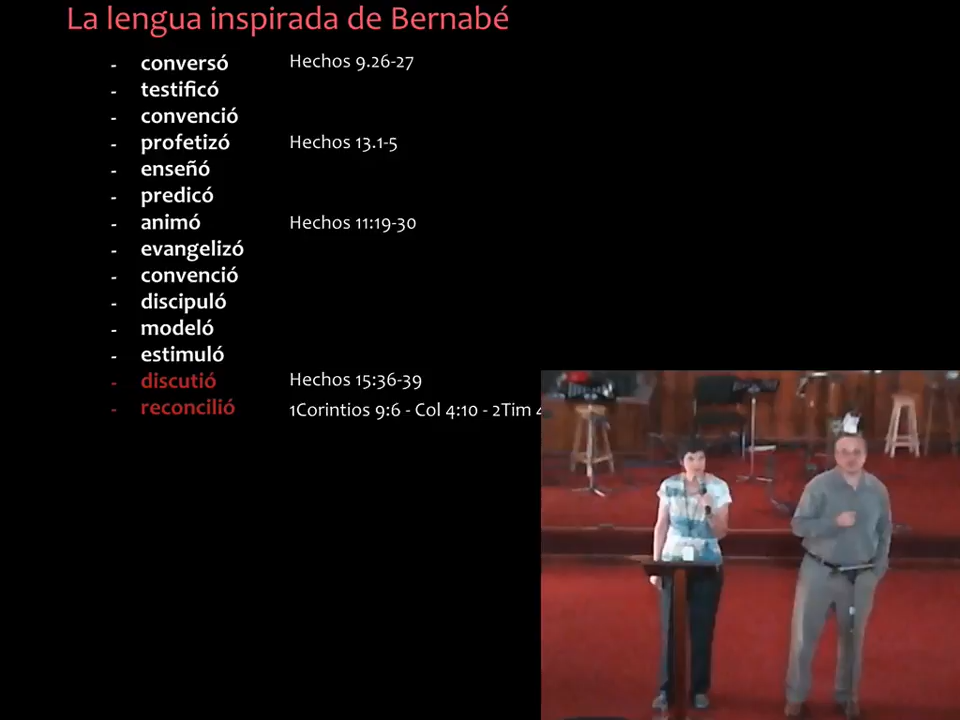 La lengua inspirada de Bernabé
- conversó Hechos 9.26-27
- testificó
- convenció
- profetizó Hechos 13.1-5
- enseñó
- predicó
- animó Hechos 11:19-30
- evangelizó
- convenció
- discipuló
- modeló
- estimuló
- discutió Hechos 15:36-39
- reconcilió 1Corintios 9:6 - Col 4:10 - 2Tim